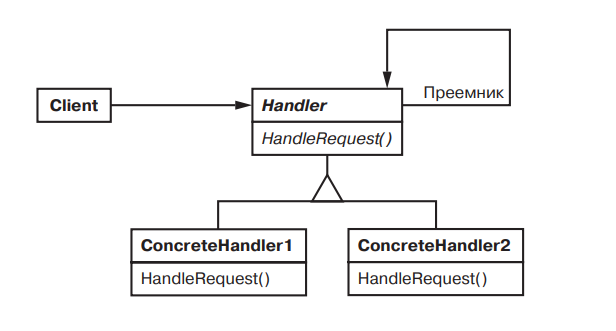 Преемник
Client
Handler
HandleRequest()
ConcreteHandler1
HandleRequest()
ConcreteHandler2
HandleRequest()